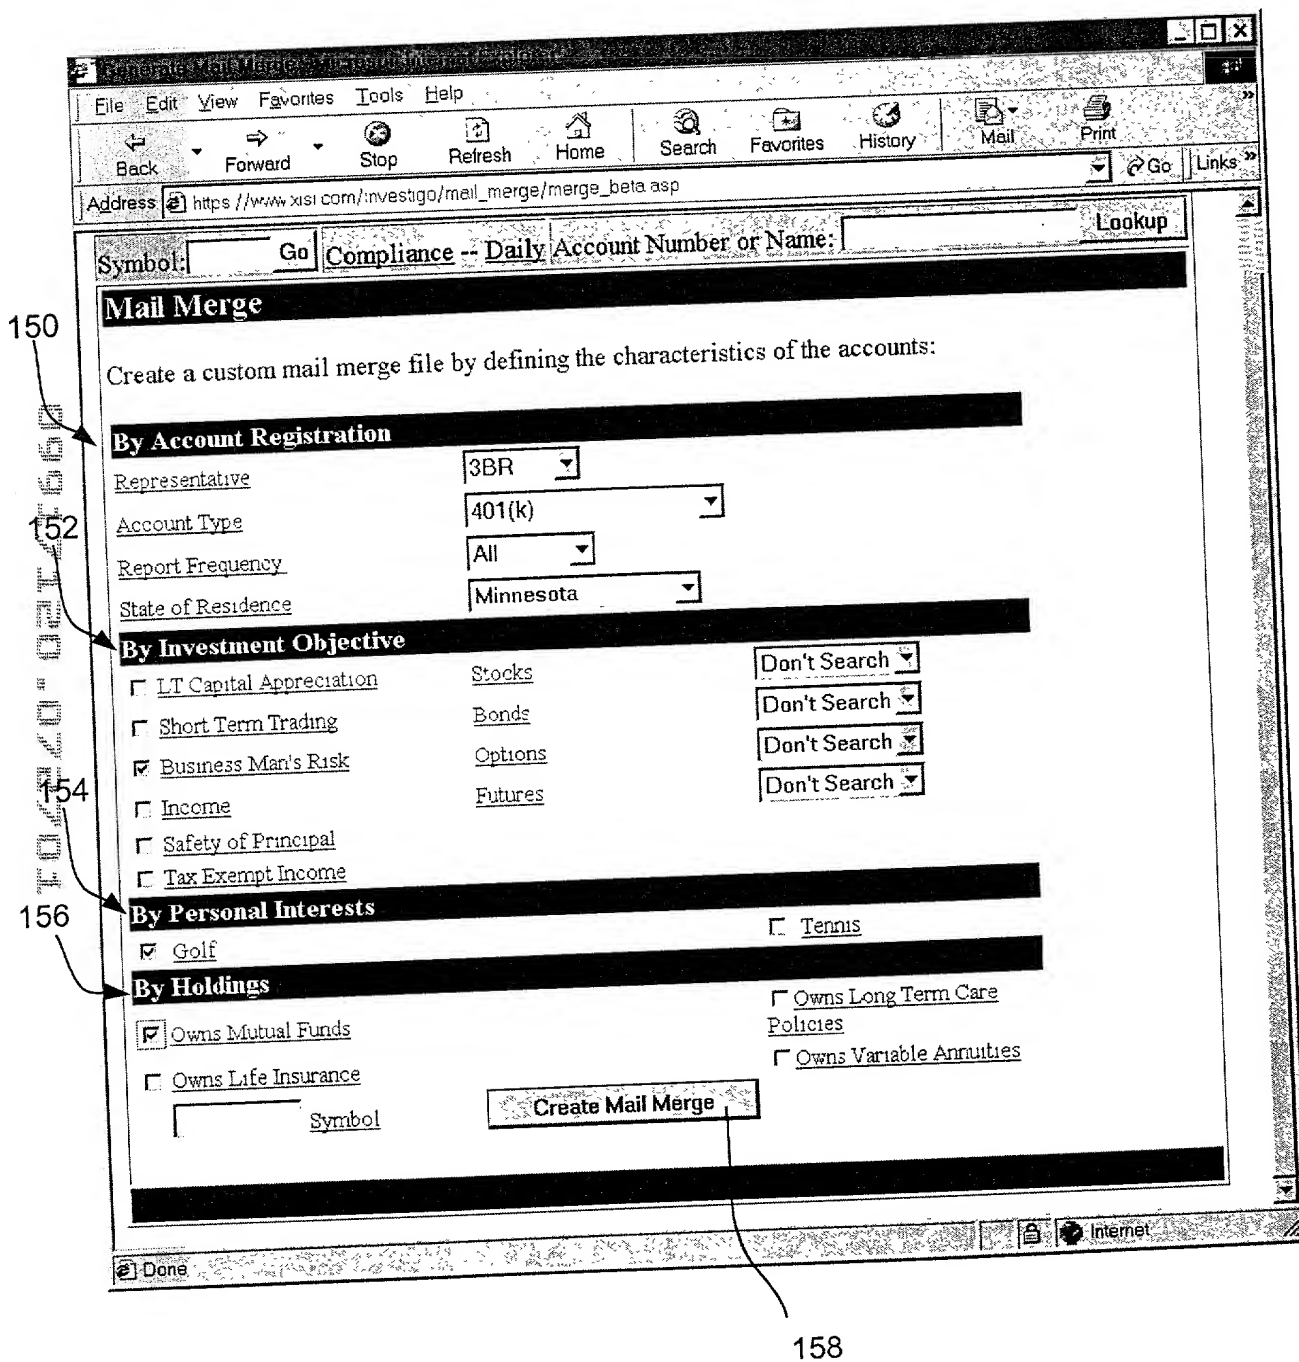 Generate Mail Merge
File Edit View Favorites Tools Help
Back Forward Stop Refresh Home Search Favorites History Mail Print
Address https://www.xisi.com/investigo/mail_merge/merge_beta.asp Go Links
Symbol: Go Compliance -- Daily Account Number or Name: Lookup
Mail Merge
150
Create a custom mail merge file by defining the characteristics of the accounts:
By Account Registration
Representative 3BR
152
Account Type 401(k)
Report Frequency All
State of Residence Minnesota
By Investment Objective
LT Capital Appreciation Stocks Don't Search
Short Term Trading Bonds Don't Search
Business Man's Risk Options Don't Search
154
Income Futures Don't Search
Safety of Principal
Tax Exempt Income
By Personal Interests
156
Golf Tennis
By Holdings
Owns Mutual Funds Owns Long Term Care
Policies
Owns Life Insurance Owns Variable Annuities
Symbol Create Mail Merge
Done Internet
158